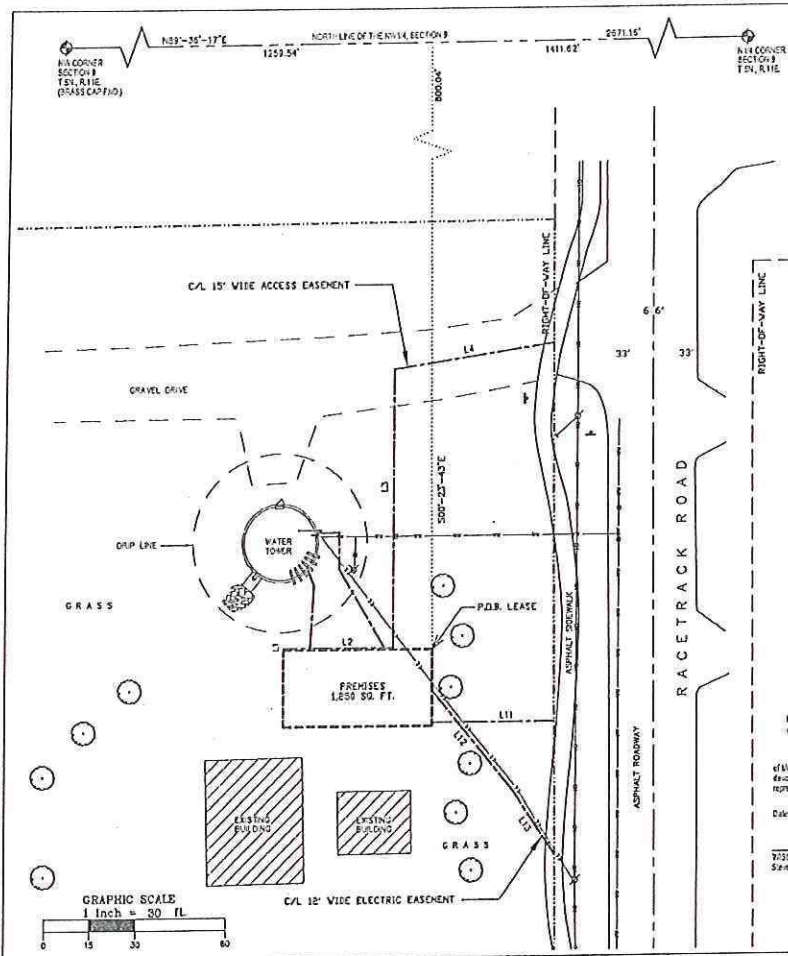 N89°-36'-17"E
NORTH LINE OF THE NW1/4, SECTION 9
2671.15'
1259.54'
1411.62'
NW CORNER
SECTION 9
T5N, R11E
(BRASS CAP FND.)
N1/4 CORNER
SECTION 9
T5N, R11E
800.04'
C/L 15' WIDE ACCESS EASEMENT
RIGHT-OF-WAY LINE
RIGHT-OF-WAY LINE
66'
33'
33'
L4
GRAVEL DRIVE
L3
S00°-23'-43"E
WATER
TOWER
DRIP LINE
GRASS
P.O.B. LEASE
L2
PREMISES
1,850 SQ. FT.
L11
L12
L13
ASPHALT SIDEWALK
RACETRACK ROAD
ASPHALT ROADWAY
EXISTING
BUILDING
EXISTING
BUILDING
GRASS
C/L 12' WIDE ELECTRIC EASEMENT
GRAPHIC SCALE
1 inch = 30 ft.
0 15 30 60